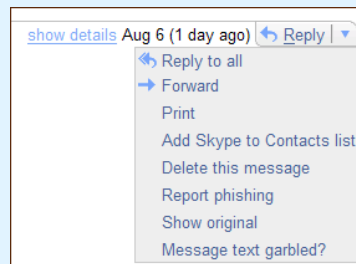 show details Aug 6 (1 day ago) Reply
Reply to all
Forward
Print
Add Skype to Contacts list
Delete this message
Report phishing
Show original
Message text garbled?